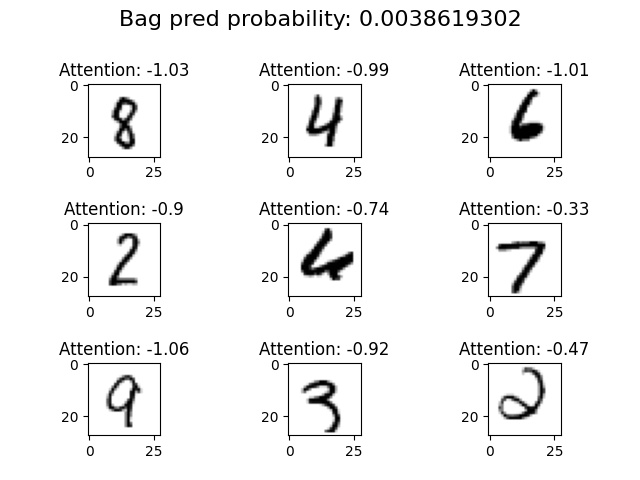 Bag pred probability: 0.0038619302
Attention: -1.03 Attention: -0.99 Attention: -1.01
0 0 0
8 4 6
20 20 20
0 25 0 25 0 25
Attention: -0.9 Attention: -0.74 Attention: -0.33
0 0 0
2 4 7
20 20 20
0 25 0 25 0 25
Attention: -1.06 Attention: -0.92 Attention: -0.47
0 0 0
9 3 2
20 20 20
0 25 0 25 0 25